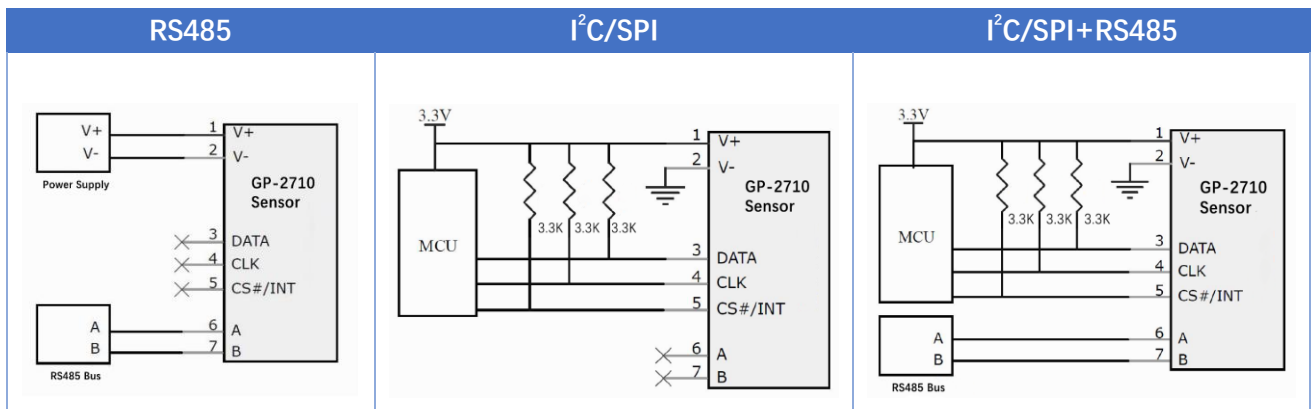 RS485
I²C/SPI
I²C/SPI+RS485
V+
V-
Power Supply
1 V+
2 V-
GP-2710
Sensor
3 DATA
4 CLK
5 CS#/INT
A
B
RS485 Bus
6 A
7 B
3.3V
MCU
3.3K 3.3K 3.3K
1 V+
2 V-
GP-2710
Sensor
3 DATA
4 CLK
5 CS#/INT
6 A
7 B
3.3V
MCU
3.3K 3.3K 3.3K
1 V+
2 V-
GP-2710
Sensor
3 DATA
4 CLK
5 CS#/INT
A
B
RS485 Bus
6 A
7 B